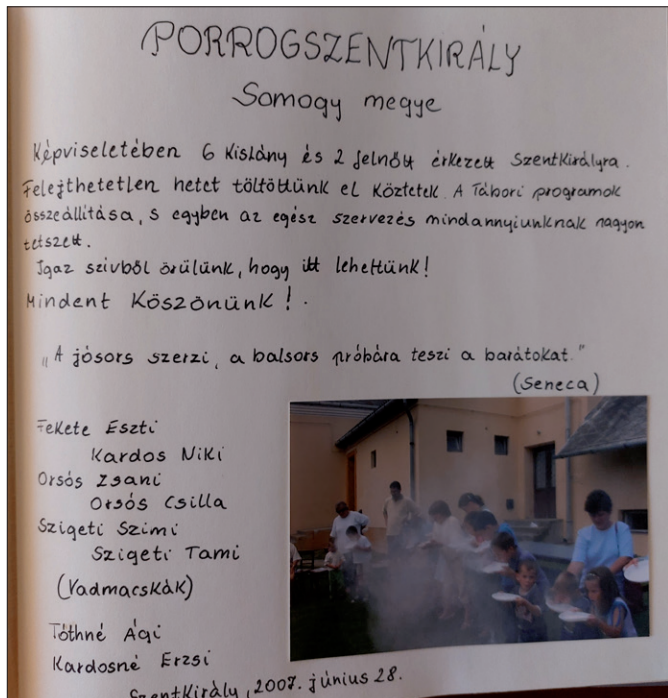 PORROGSZENTKIRÁLY
Somogy megye
Képviseletében 6 Kislány és 2 felnőtt érkezett SzentKirályra.
Felejthetetlen hetet töltöttünk el Köztetek. A Tábori programok
összeállítása, s egyben az egész szervezés mindannyiunknak nagyon
tetszett.
Igaz szívből örülünk, hogy itt lehettünk!
Mindent Köszönünk!.
„A jósors szerzi, a balsors próbára teszi a barátokat."
(Seneca)
Fekete Eszti
Kardos Niki
Orsós Zsani
Orsós Csilla
Szigeti Szimi
Szigeti Tami
(Vadmacskák)
Tóthné Ági
Kardosné Erzsi
SzentKirály, 2007. június 28.